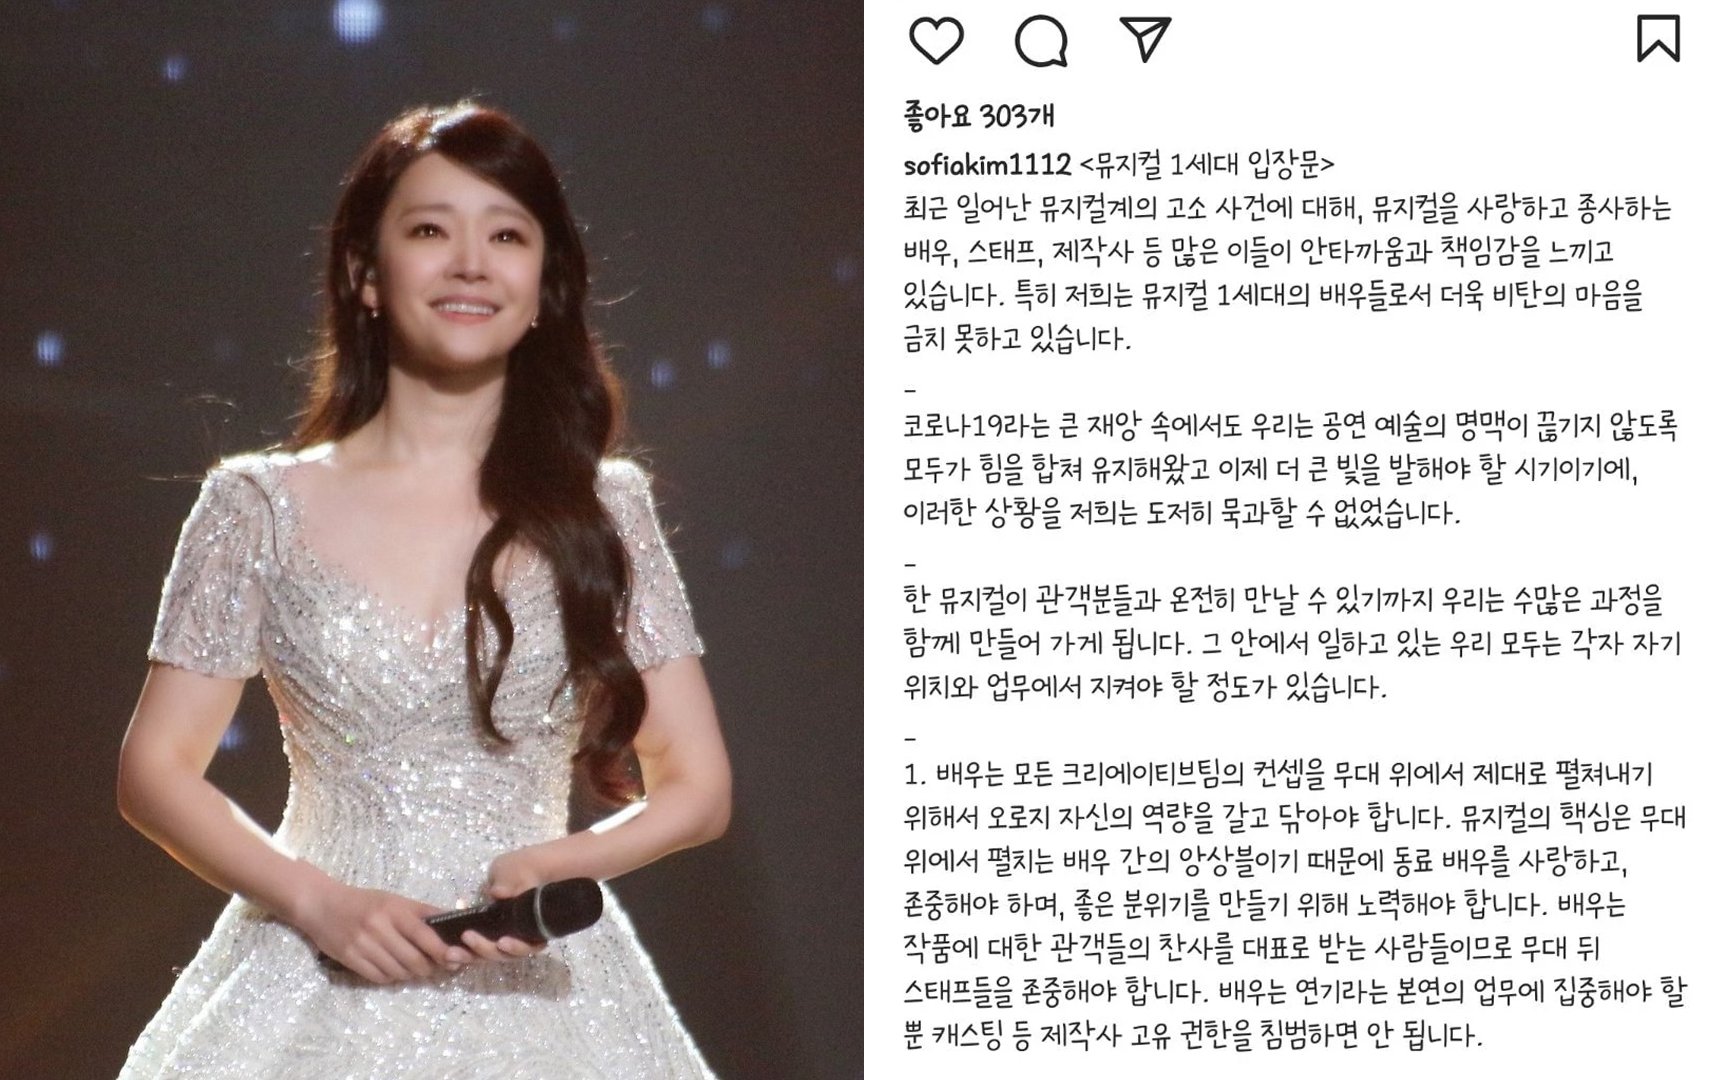 좋아요 303개
sofiakim1112 <뮤지컬 1세대 입장문>
최근 일어난 뮤지컬계의 고소 사건에 대해, 뮤지컬을 사랑하고 종사하는
배우, 스태프, 제작사 등 많은 이들이 안타까움과 책임감을 느끼고
있습니다. 특히 저희는 뮤지컬 1세대의 배우들로서 더욱 비탄의 마음을
금치 못하고 있습니다.
_
코로나19라는 큰 재앙 속에서도 우리는 공연 예술의 명맥이 끊기지 않도록
모두가 힘을 합쳐 유지해왔고 이제 더 큰 빛을 발해야 할 시기이기에,
이러한 상황을 저희는 도저히 묵과할 수 없었습니다.
_
한 뮤지컬이 관객분들과 온전히 만날 수 있기까지 우리는 수많은 과정을
함께 만들어 가게 됩니다. 그 안에서 일하고 있는 우리 모두는 각자 자기
위치와 업무에서 지켜야 할 정도가 있습니다.
_
1. 배우는 모든 크리에이티브팀의 컨셉을 무대 위에서 제대로 펼쳐내기
위해서 오로지 자신의 역량을 갈고 닦아야 합니다. 뮤지컬의 핵심은 무대
위에서 펼치는 배우 간의 앙상블이기 때문에 동료 배우를 사랑하고,
존중해야 하며, 좋은 분위기를 만들기 위해 노력해야 합니다. 배우는
작품에 대한 관객들의 찬사를 대표로 받는 사람들이므로 무대 뒤
스태프들을 존중해야 합니다. 배우는 연기라는 본연의 업무에 집중해야 할
뿐 캐스팅 등 제작사 고유 권한을 침범하면 안 됩니다.